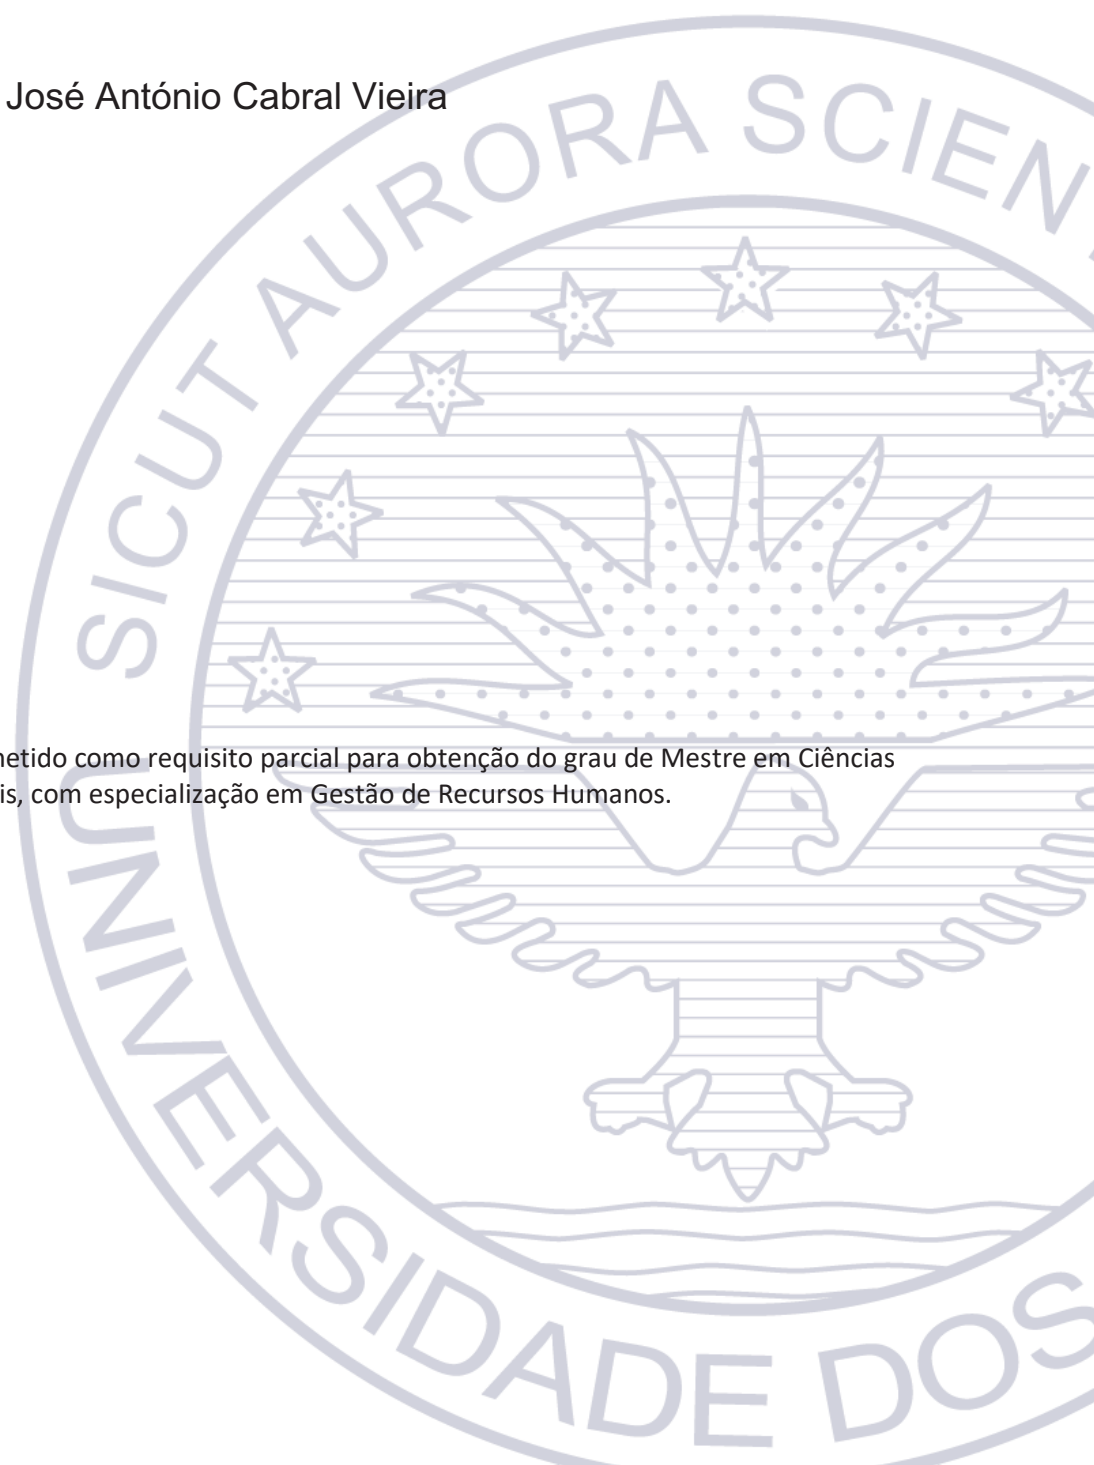 José António Cabral Vieira
SICUT AURORA SCIEN
etido como requisito parcial para obtenção do grau de Mestre em Ciências
is, com especialização em Gestão de Recursos Humanos.
UNIVERSIDADE DOS